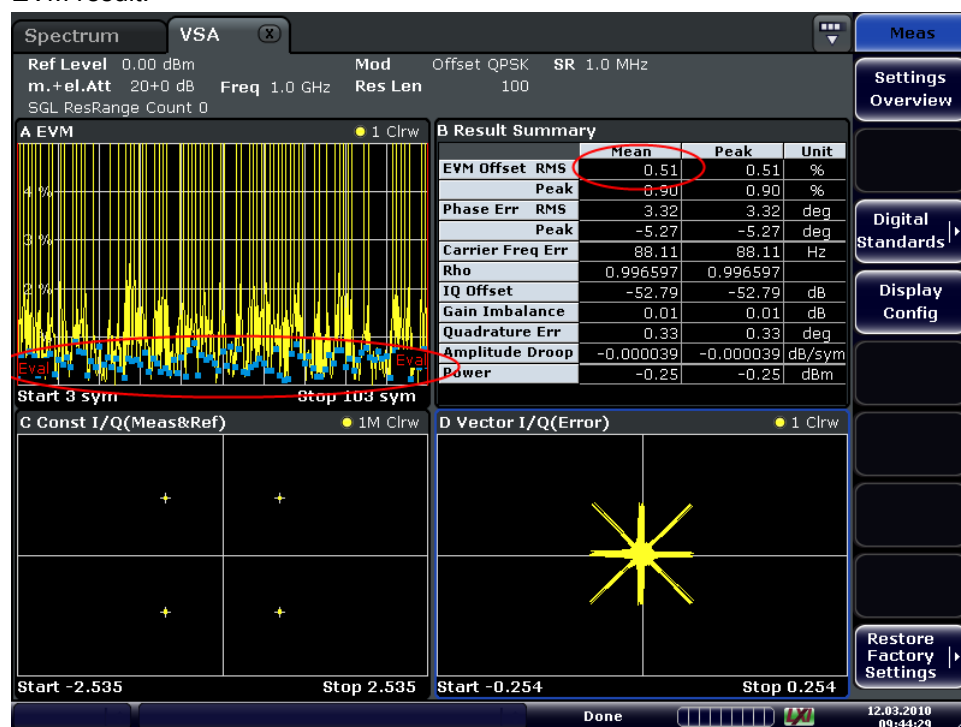 Spectrum VSA X
Ref Level 0.00 dBm Mod Offset QPSK SR 1.0 MHz
m.+el.Att 20+0 dB Freq 1.0 GHz Res Len 100
SGL ResRange Count 0
A EVM 1 Clrw
4 %
3 %
2 %
Eval Eval
Start 3 sym Stop 103 sym
B Result Summary
Mean Peak Unit
EVM Offset RMS 0.51 0.51 %
Peak 0.90 0.90 %
Phase Err RMS 3.32 3.32 deg
Peak -5.27 -5.27 deg
Carrier Freq Err 88.11 88.11 Hz
Rho 0.996597 0.996597
IQ Offset -52.79 -52.79 dB
Gain Imbalance 0.01 0.01 dB
Quadrature Err 0.33 0.33 deg
Amplitude Droop -0.000039 -0.000039 dB/sym
Power -0.25 -0.25 dBm
C Const I/Q(Meas&Ref) 1M Clrw
Start -2.535 Stop 2.535
D Vector I/Q(Error) 1 Clrw
Start -0.254 Stop 0.254
Meas
Settings
Overview
Digital
Standards
Display
Config
Restore
Factory
Settings
Done LXI 12.03.2010
09:44:29